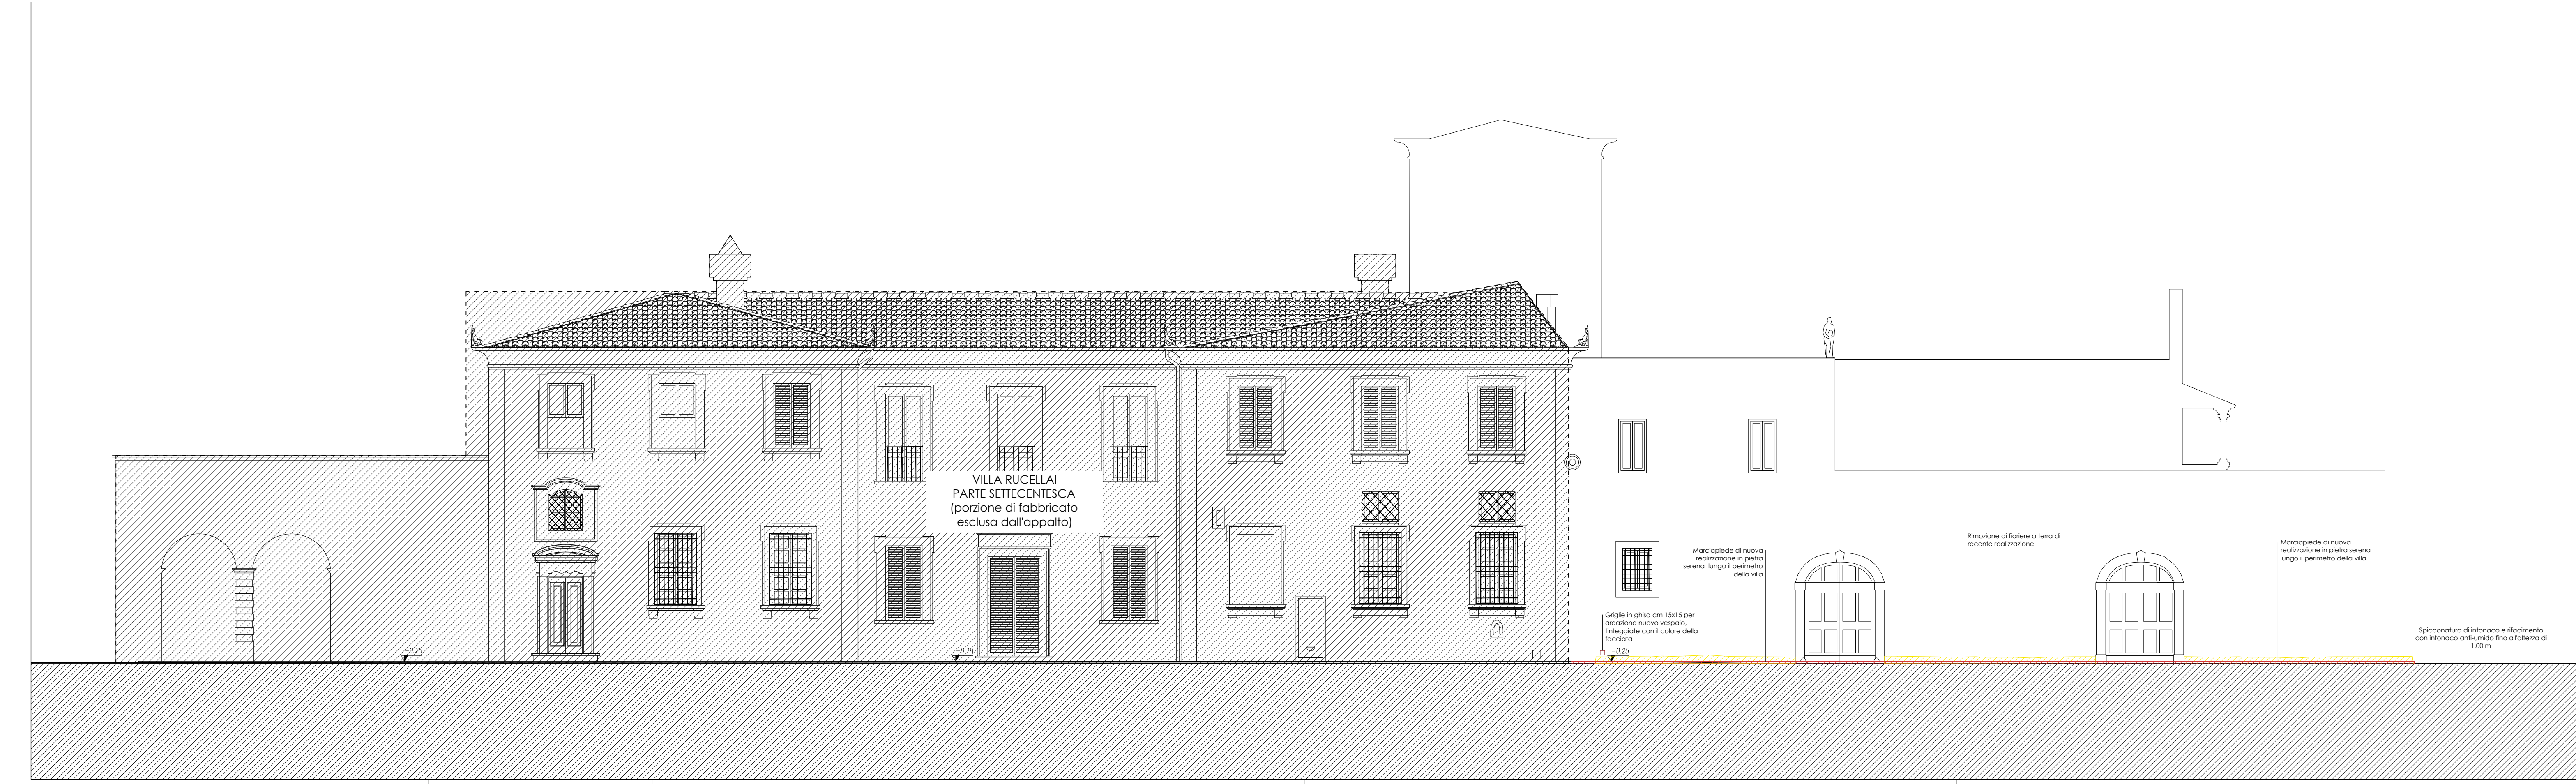 VILLA RUCELLAI
PARTE SETTECENTESCA
(porzione di fabbricato
esclusa dall'appalto)
-0.25
-0.18
Griglie in ghisa cm 15x15 per
areazione nuovo vespaio,
tinteggiate con il colore della
facciata
-0.25
Marciapiede di nuova
realizzazione in pietra
serena lungo il perimetro
della villa
Rimozione di fioriere a terra di
recente realizzazione
Marciapiede di nuova
realizzazione in pietra serena
lungo il perimetro della villa
Spicconatura di intonaco e rifacimento
con intonaco anti-umido fino all'altezza di
1.00 m